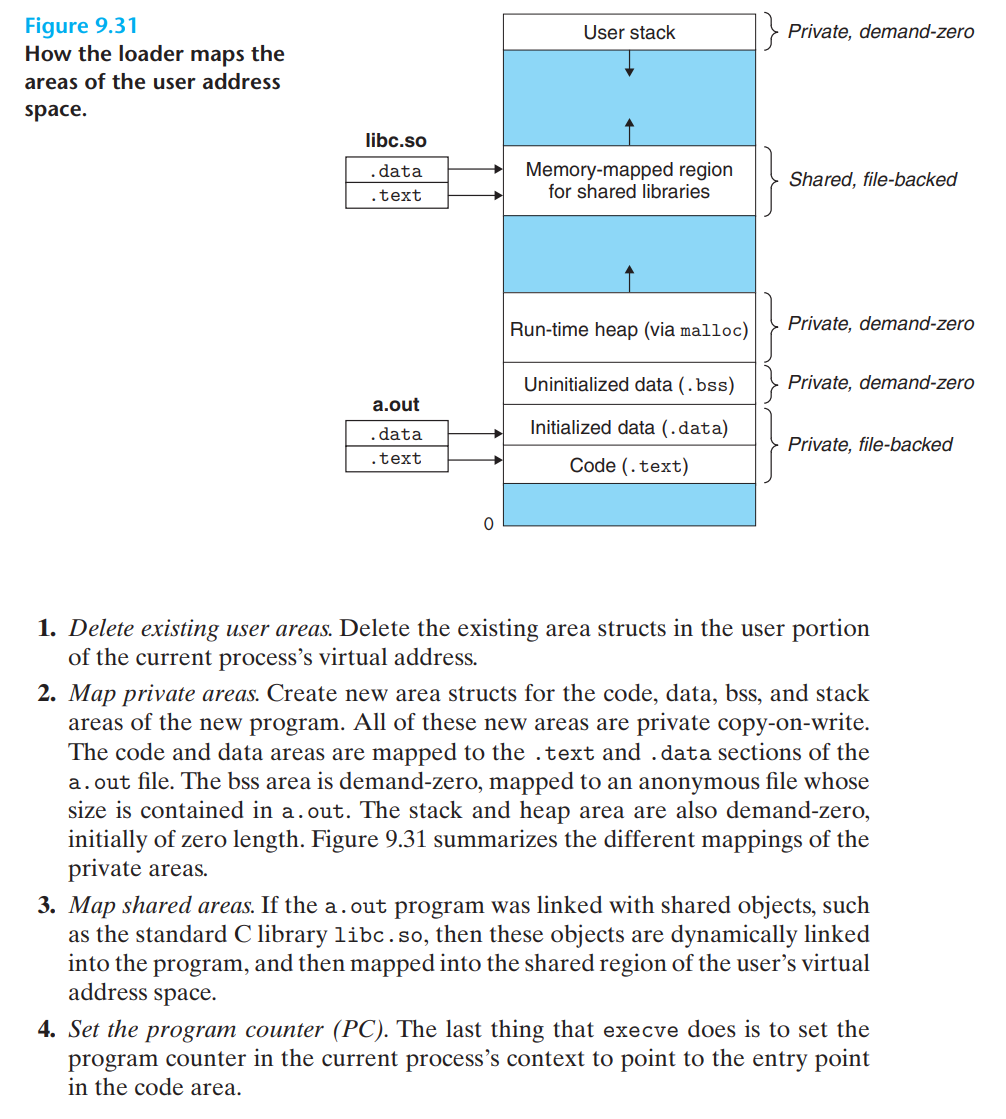 Figure 9.31
How the loader maps the
areas of the user address
space.
User stack
Private, demand-zero
libc.so
.data
.text
Memory-mapped region
for shared libraries
Shared, file-backed
Run-time heap (via malloc)
Private, demand-zero
Uninitialized data (.bss)
Private, demand-zero
a.out
.data
.text
Initialized data (.data)
Code (.text)
Private, file-backed
0
1. Delete existing user areas. Delete the existing area structs in the user portion
of the current process’s virtual address.
2. Map private areas. Create new area structs for the code, data, bss, and stack
areas of the new program. All of these new areas are private copy-on-write.
The code and data areas are mapped to the .text and .data sections of the
a.out file. The bss area is demand-zero, mapped to an anonymous file whose
size is contained in a.out. The stack and heap area are also demand-zero,
initially of zero length. Figure 9.31 summarizes the different mappings of the
private areas.
3. Map shared areas. If the a.out program was linked with shared objects, such
as the standard C library libc.so, then these objects are dynamically linked
into the program, and then mapped into the shared region of the user’s virtual
address space.
4. Set the program counter (PC). The last thing that execve does is to set the
program counter in the current process’s context to point to the entry point
in the code area.